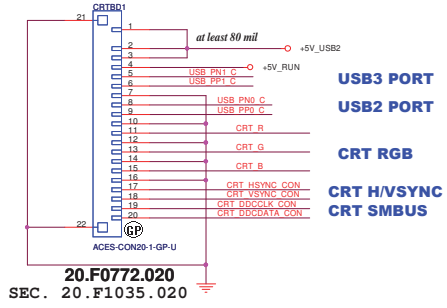 CRTBD1
21
1
at least 80 mil
2
+5V_USB2
3
4
+5V_RUN
5 USB_PN1_C
USB3 PORT
6 USB_PP1_C
7
8 USB_PN0_C
USB2 PORT
9 USB_PP0_C
10
11 CRT_R
12
13 CRT_G
CRT RGB
14
15 CRT_B
16
17 CRT_HSYNC_CON
CRT H/VSYNC
18 CRT_VSYNC_CON
19 CRT_DDCCLK_CON
CRT SMBUS
20 CRT_DDCDATA_CON
22
GP
ACES-CON20-1-GP-U
20.F0772.020
SEC. 20.F1035.020